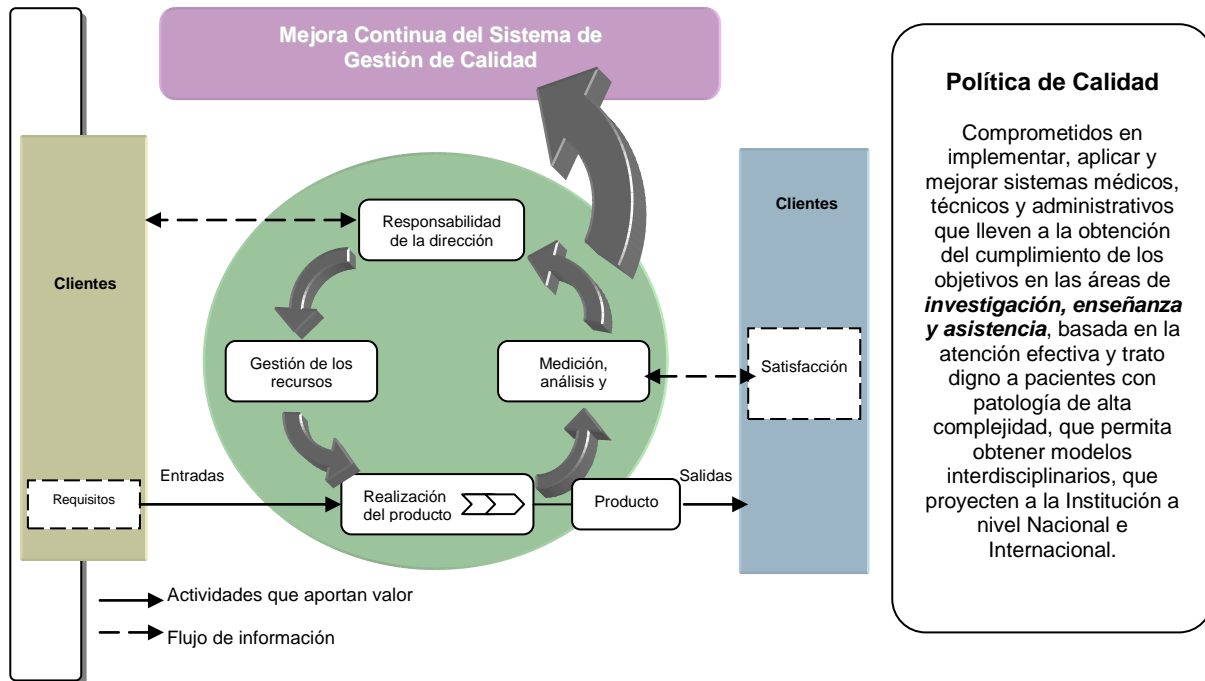 Mejora Continua del Sistema de
Gestión de Calidad
Clientes
Responsabilidad
de la dirección
Gestión de los
recursos
Medición,
análisis y
Clientes
Satisfacción
Requisitos
Entradas
Realización
del producto
Producto
Salidas
Actividades que aportan valor
Flujo de información
Política de Calidad
Comprometidos en
implementar, aplicar y
mejorar sistemas médicos,
técnicos y administrativos
que lleven a la obtención
del cumplimiento de los
objetivos en las áreas de
investigación, enseñanza
y asistencia, basada en la
atención efectiva y trato
digno a pacientes con
patología de alta
complejidad, que permita
obtener modelos
interdisciplinarios, que
proyecten a la Institución a
nivel Nacional e
Internacional.